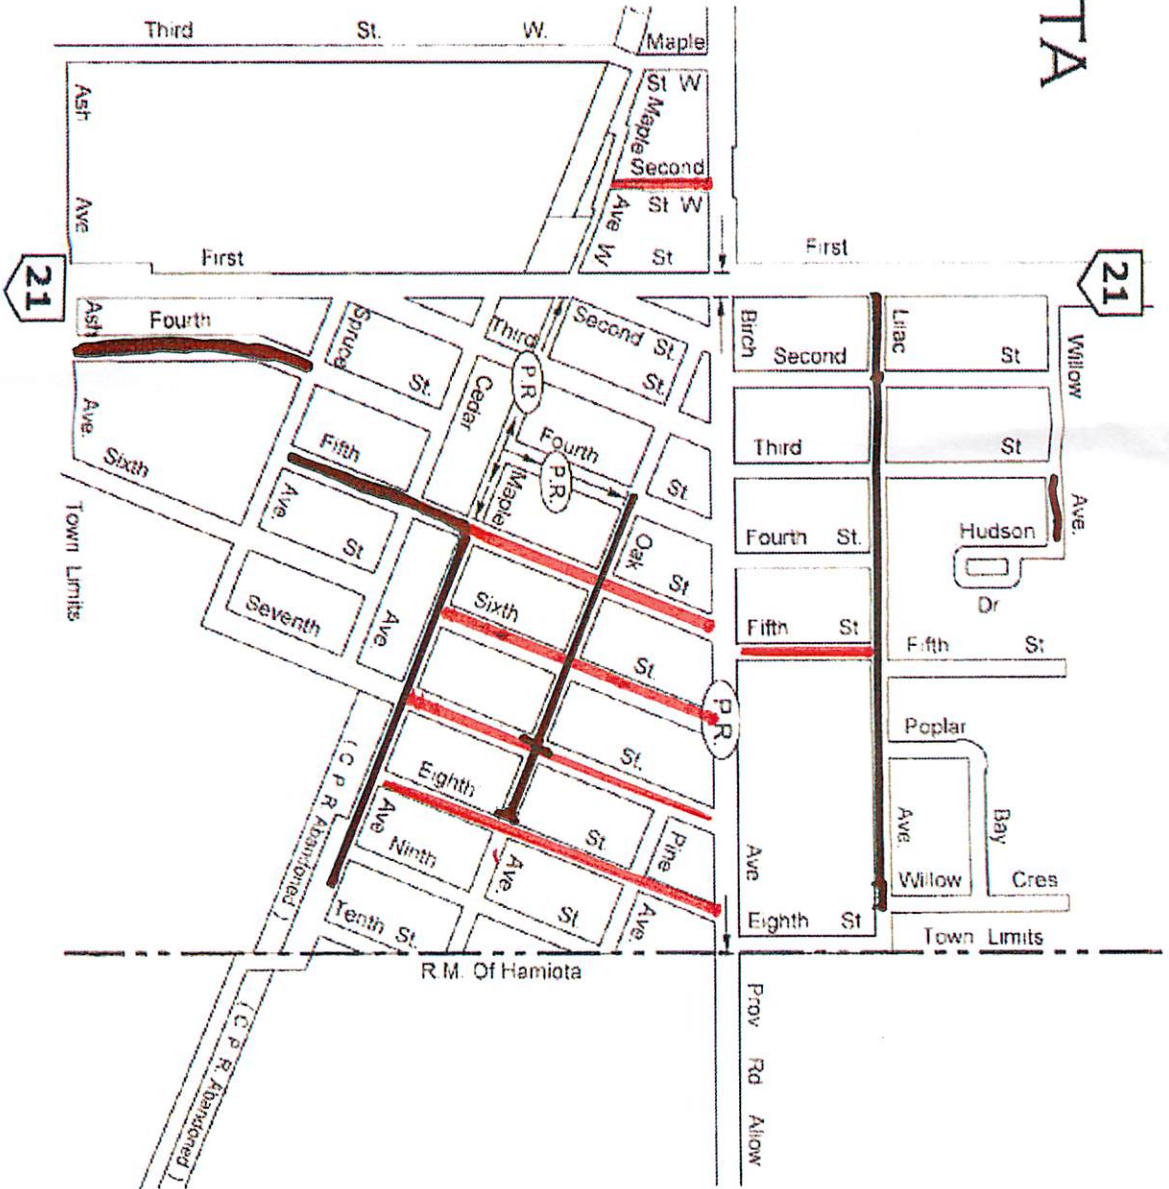 TA
Third St. W.
Maple
St W
Maple Ave W
Second
St W
St
First
First
21
21
Ash Ave
Ash Ave.
Fourth
Spruce Ave.
St.
Third
St.
Second St.
Birch Ave
Second St
Lilac Ave.
Willow Ave.
Cedar Ave.
P.R
Fourth
St.
P.R
Maple Ave
Third St
Fifth
St
Sixth
Town Limits
Oak Ave.
St
Fourth St.
Hudson
Dr
Seventh
Sixth
St.
Fifth St
Fifth St
P.R.
Poplar
Bay
St.
Eighth
St.
Pine Ave.
Willow Cres
Ninth
St.
Eighth St
Tenth St.
Town Limits
R.M. Of Hamiota
( C P R Abandoned )
( C P R. Abandoned )
Prov Rd Allow